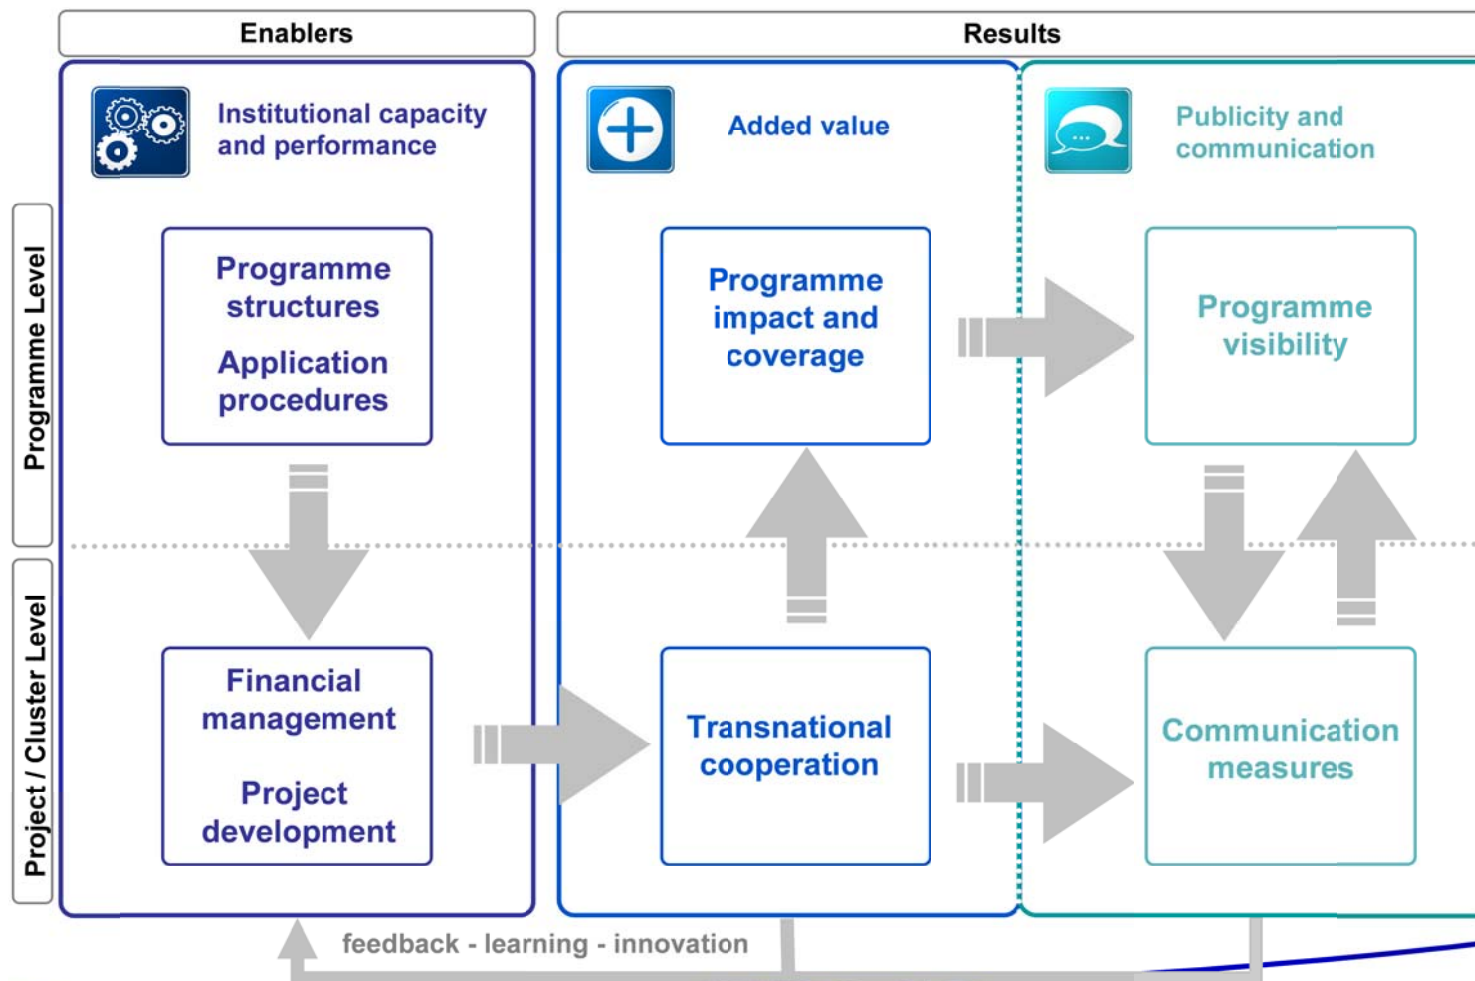 Enablers
Results
Institutional capacity
and performance
Added value
Publicity and
communication
Programme Level
Programme
structures
Application
procedures
Programme
impact and
coverage
Programme
visibility
Project / Cluster Level
Financial
management
Project
development
Transnational
cooperation
Communication
measures
feedback - learning - innovation